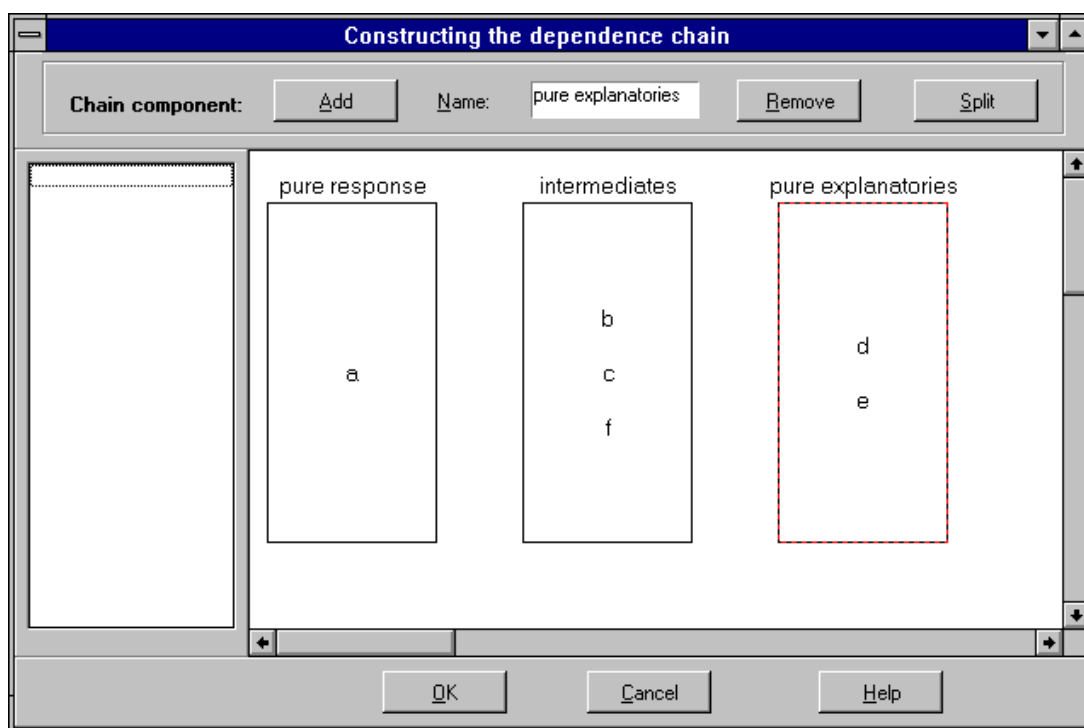 Constructing the dependence chain
Chain component: Add Name: pure explanatories Remove Split
pure response intermediates pure explanatories
a
b
c
f
d
e
OK Cancel Help